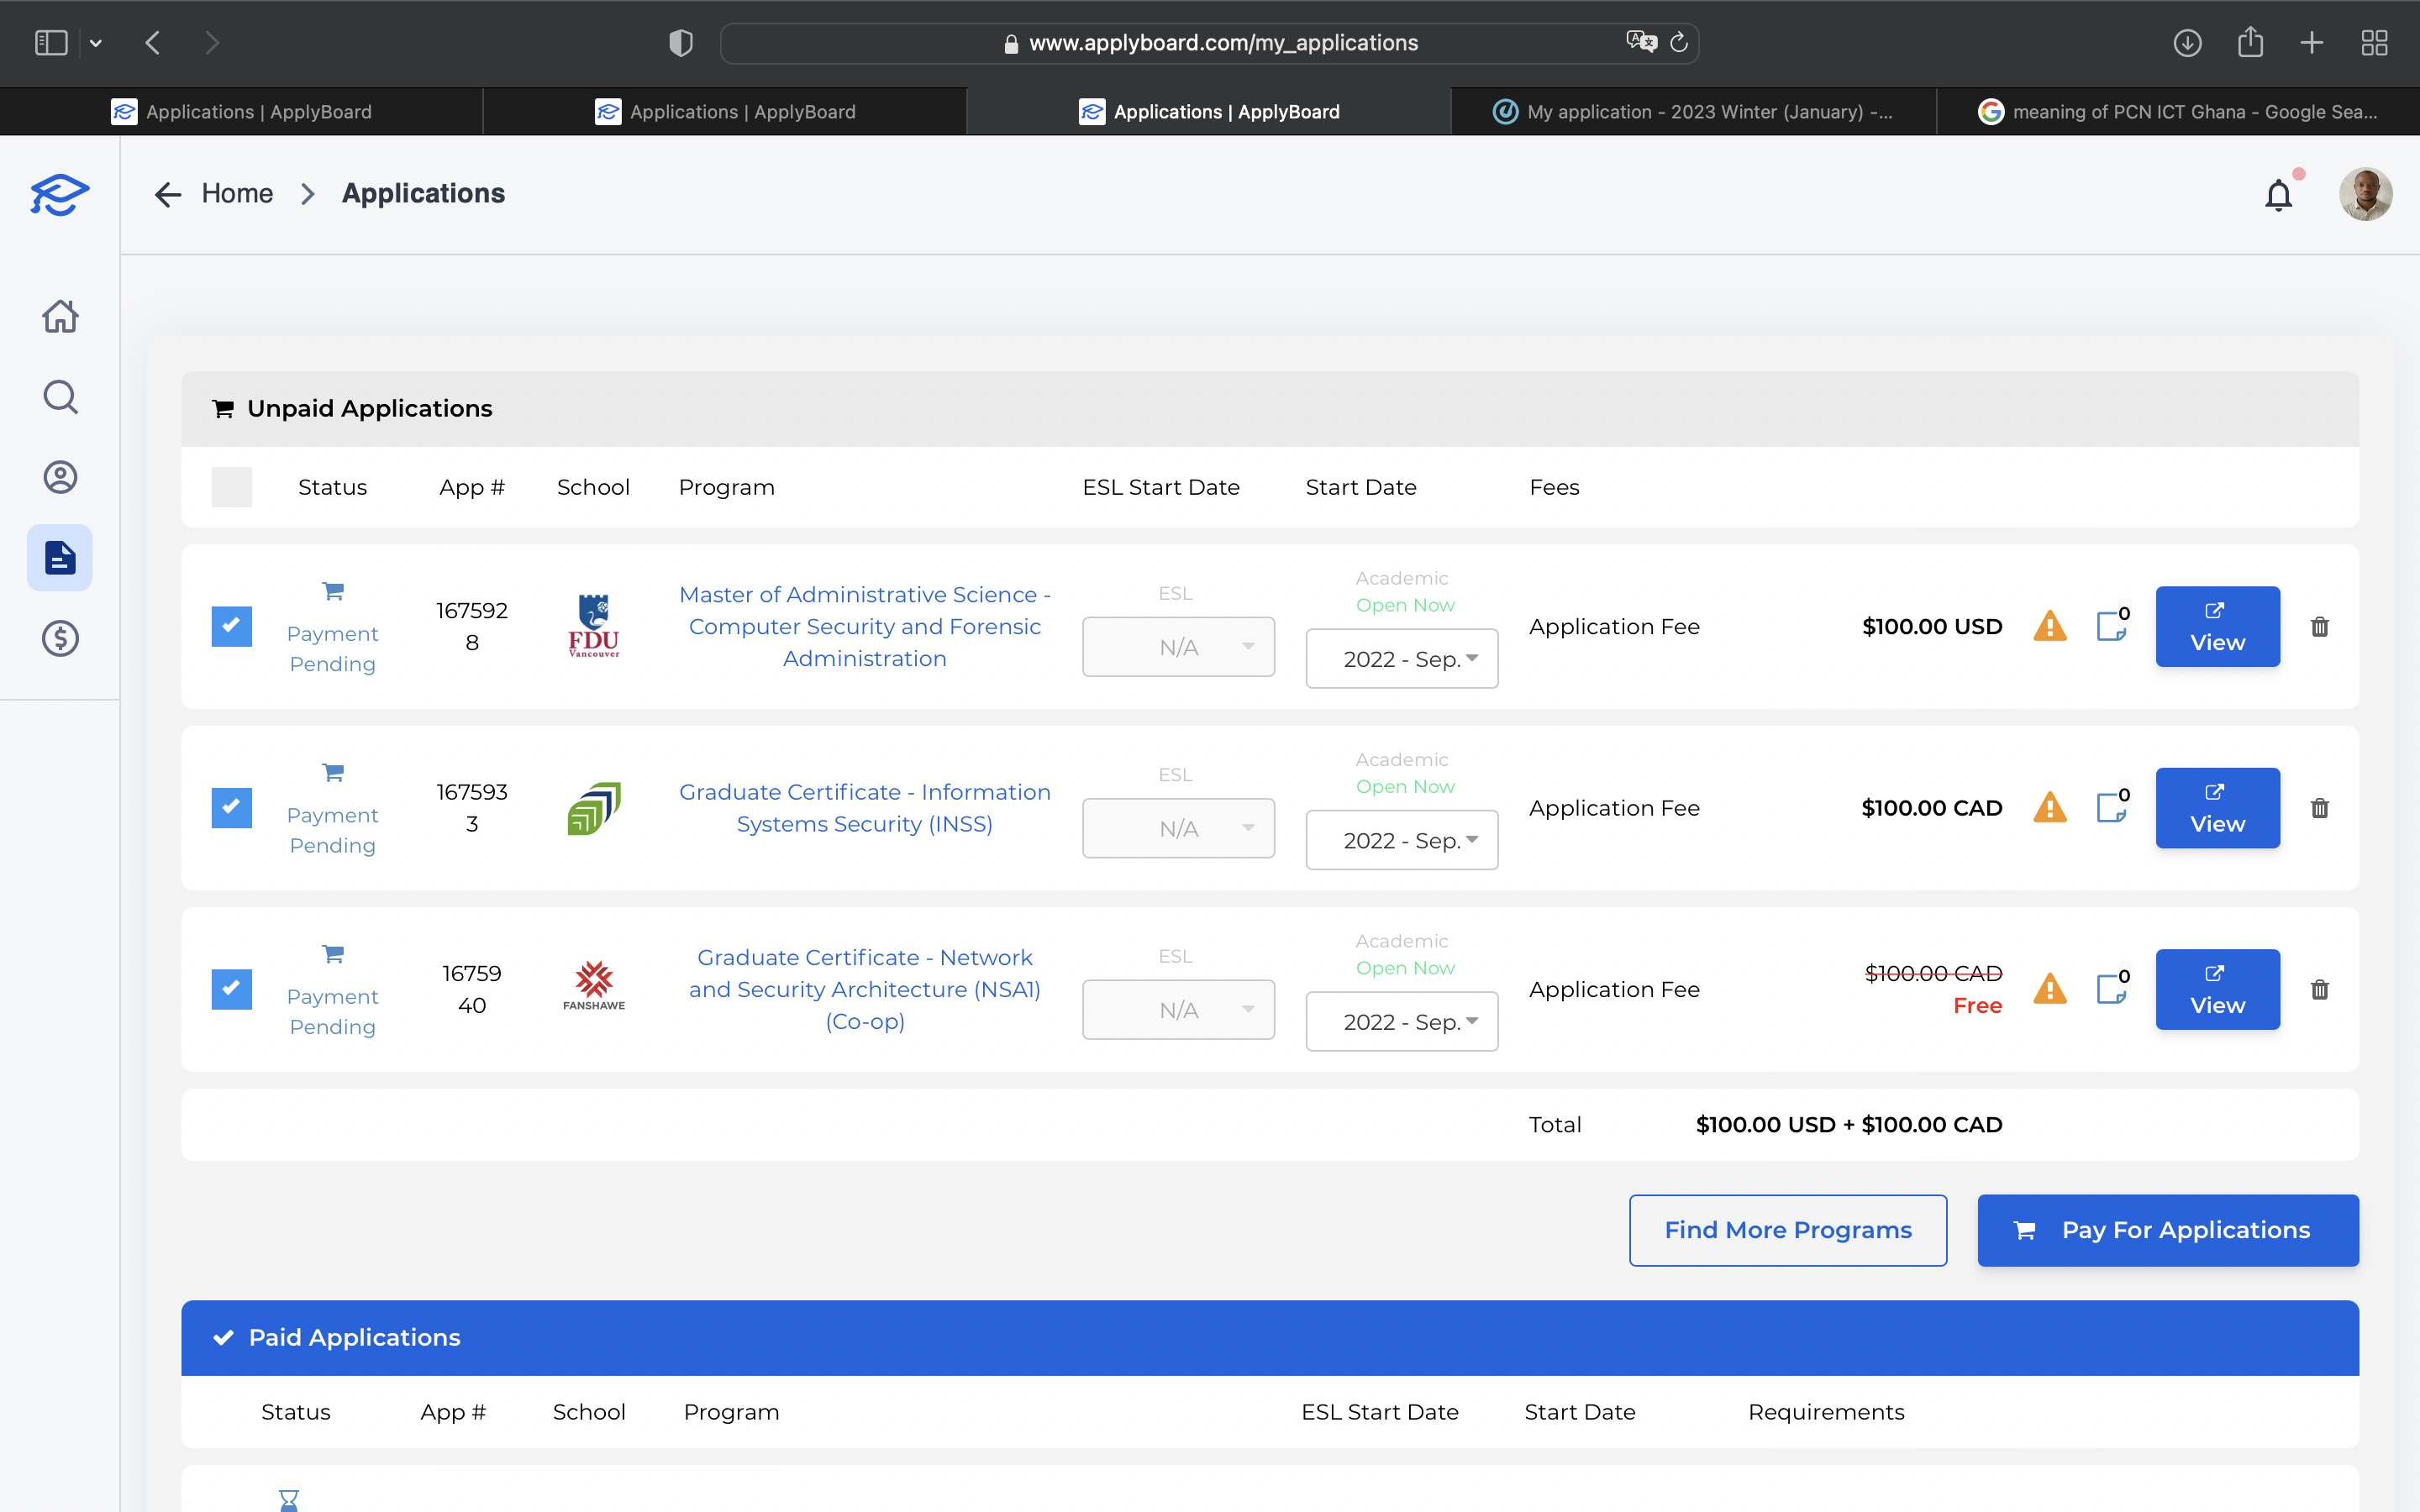 www.applyboard.com/my_applications
Applications | ApplyBoard
Applications | ApplyBoard
Applications | ApplyBoard
My application - 2023 Winter (January) -...
meaning of PCN ICT Ghana - Google Sea...
Home
Applications
Unpaid Applications
Status App # School Program ESL Start Date Start Date Fees
Payment
Pending
167592
8
FDU
Vancouver
Master of Administrative Science -
Computer Security and Forensic
Administration
ESL
N/A
Academic
Open Now
2022 - Sep.
Application Fee
$100.00 USD
0
View
Payment
Pending
167593
3
Graduate Certificate - Information
Systems Security (INSS)
ESL
N/A
Academic
Open Now
2022 - Sep.
Application Fee
$100.00 CAD
0
View
Payment
Pending
16759
40
FANSHAWE
Graduate Certificate - Network
and Security Architecture (NSA1)
(Co-op)
ESL
N/A
Academic
Open Now
2022 - Sep.
Application Fee
$100.00 CAD
Free
0
View
Total $100.00 USD + $100.00 CAD
Find More Programs
Pay For Applications
Paid Applications
Status App # School Program ESL Start Date Start Date Requirements